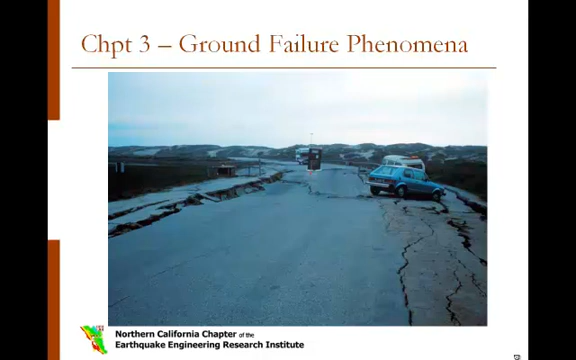 Chpt 3 – Ground Failure Phenomena
Northern California Chapter of the
Earthquake Engineering Research Institute